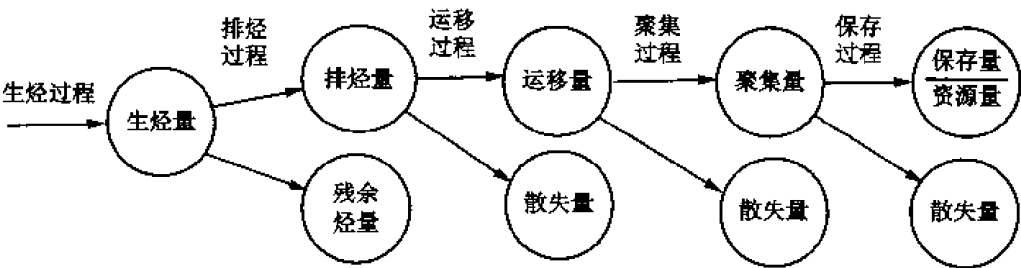 生烃过程
生烃量
排烃
过程
排烃量
残余
烃量
运移
过程
运移量
散失量
聚集
过程
聚集量
散失量
保存
过程
保存量
资源量
散失量